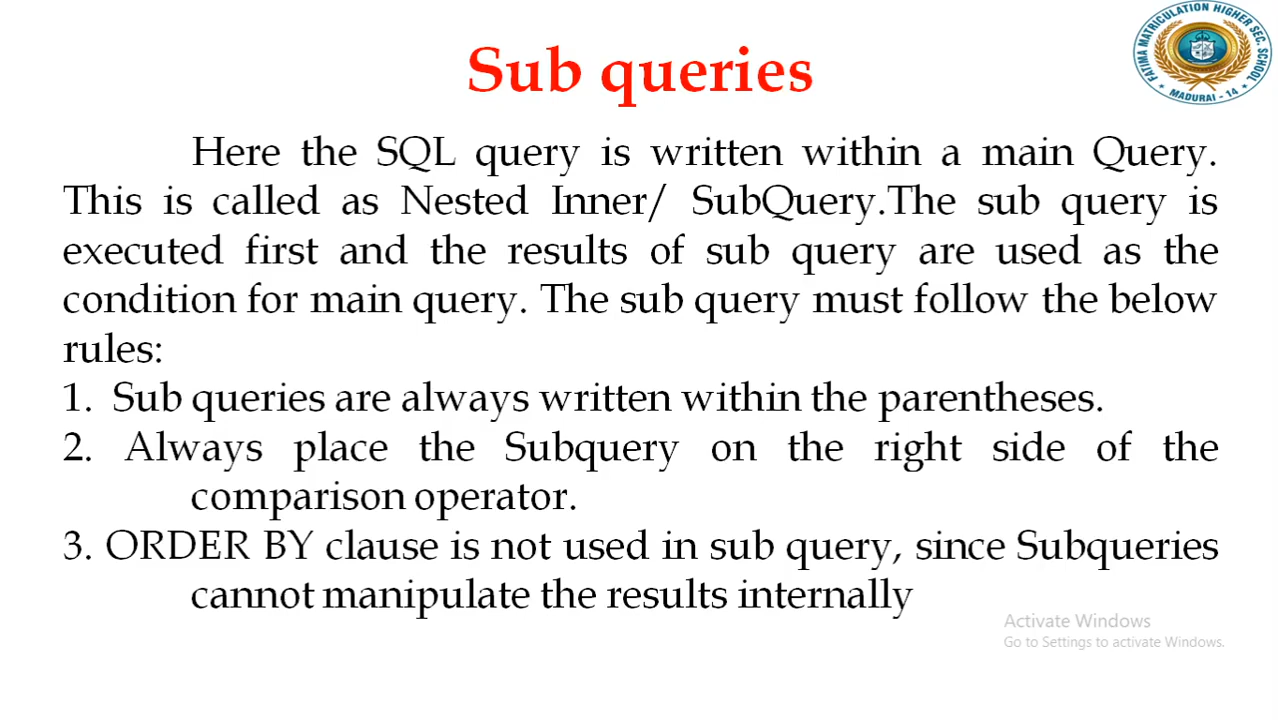 Sub queries
FATIMA MATRICULATION HIGHER SEC. SCHOOL
MADURAI - 14
Here the SQL query is written within a main Query.
This is called as Nested Inner/ SubQuery.The sub query is
executed first and the results of sub query are used as the
condition for main query. The sub query must follow the below
rules:
1. Sub queries are always written within the parentheses.
2. Always place the Subquery on the right side of the
comparison operator.
3. ORDER BY clause is not used in sub query, since Subqueries
cannot manipulate the results internally
Activate Windows
Go to Settings to activate Windows.